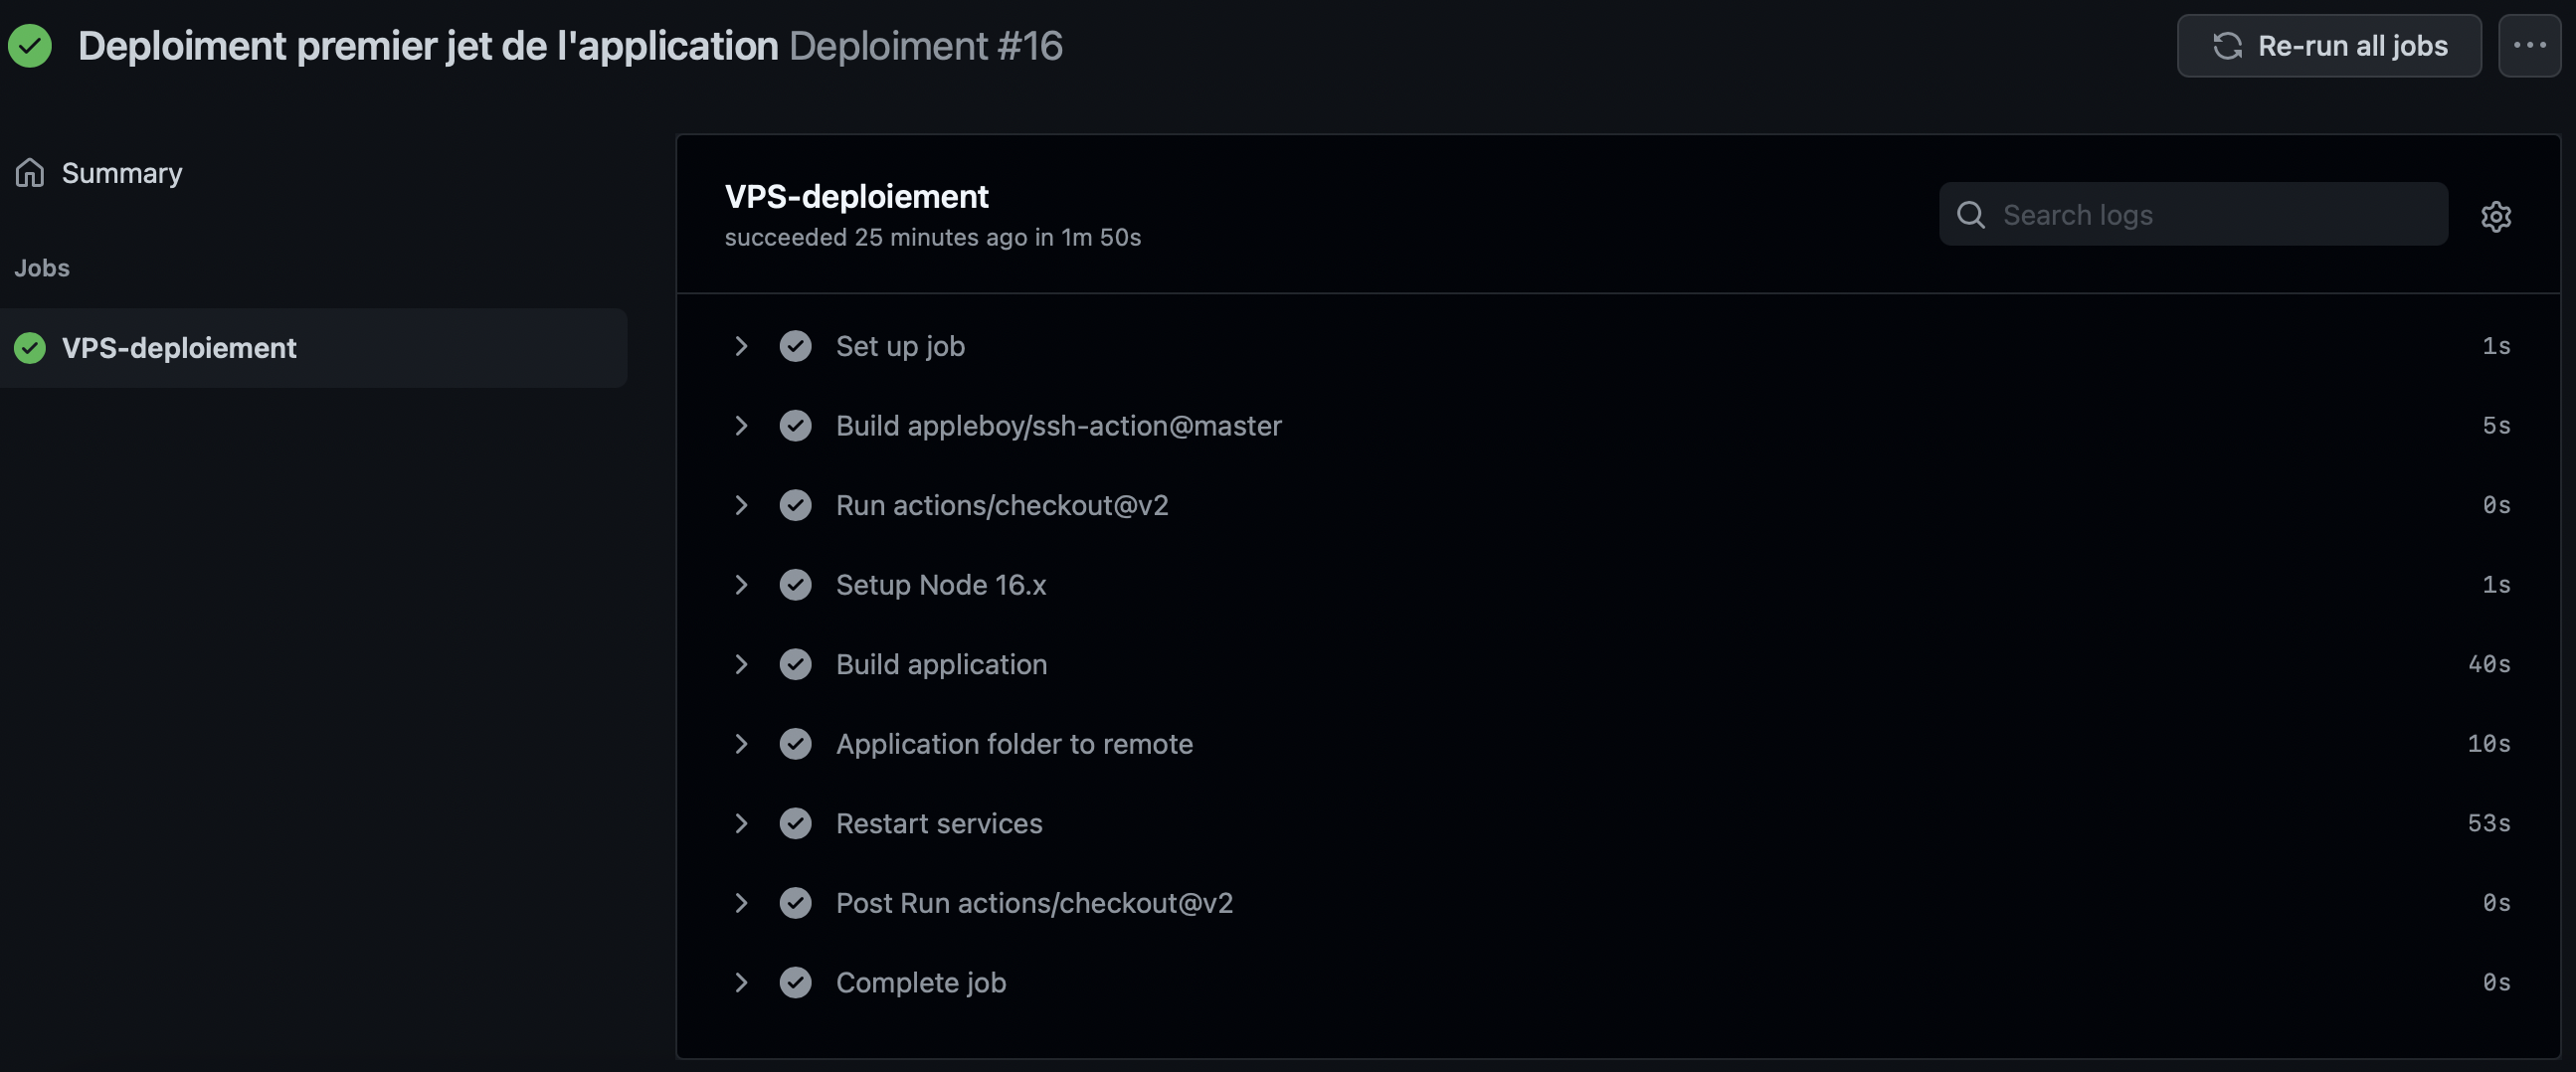 Deploiment premier jet de l'application Deploiment #16
Re-run all jobs
Summary
Jobs
VPS-deploiement
VPS-deploiement
succeeded 25 minutes ago in 1m 50s
Search logs
Set up job 1s
Build appleboy/ssh-action@master 5s
Run actions/checkout@v2 0s
Setup Node 16.x 1s
Build application 40s
Application folder to remote 10s
Restart services 53s
Post Run actions/checkout@v2 0s
Complete job 0s